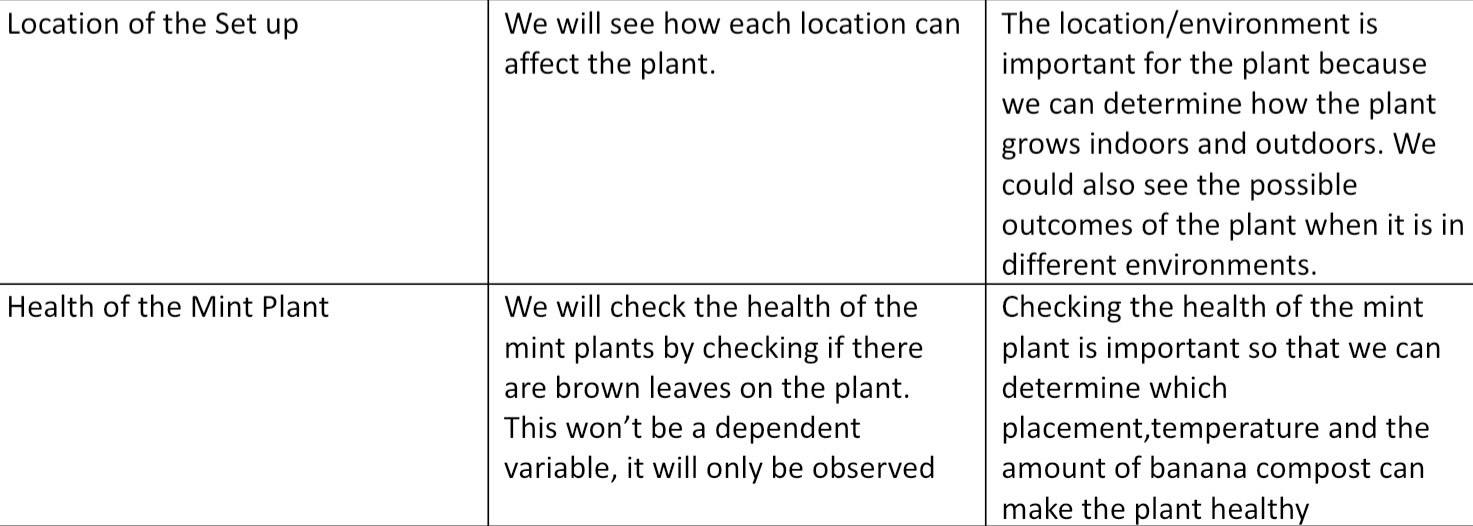 Location of the Set up
We will see how each location can
affect the plant.
The location/environment is
important for the plant because
we can determine how the plant
grows indoors and outdoors. We
could also see the possible
outcomes of the plant when it is in
different environments.
Health of the Mint Plant
We will check the health of the
mint plants by checking if there
are brown leaves on the plant.
This won’t be a dependent
variable, it will only be observed
Checking the health of the mint
plant is important so that we can
determine which
placement,temperature and the
amount of banana compost can
make the plant healthy